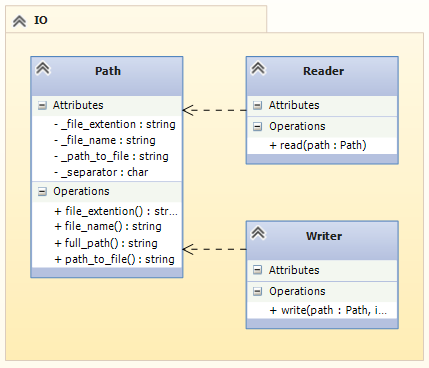 IO
Path
Attributes
- _file_extention : string
- _file_name : string
- _path_to_file : string
- _separator : char
Operations
+ file_extention() : str...
+ file_name() : string
+ full_path() : string
+ path_to_file() : string
Reader
Attributes
Operations
+ read(path : Path)
Writer
Attributes
Operations
+ write(path : Path, i...